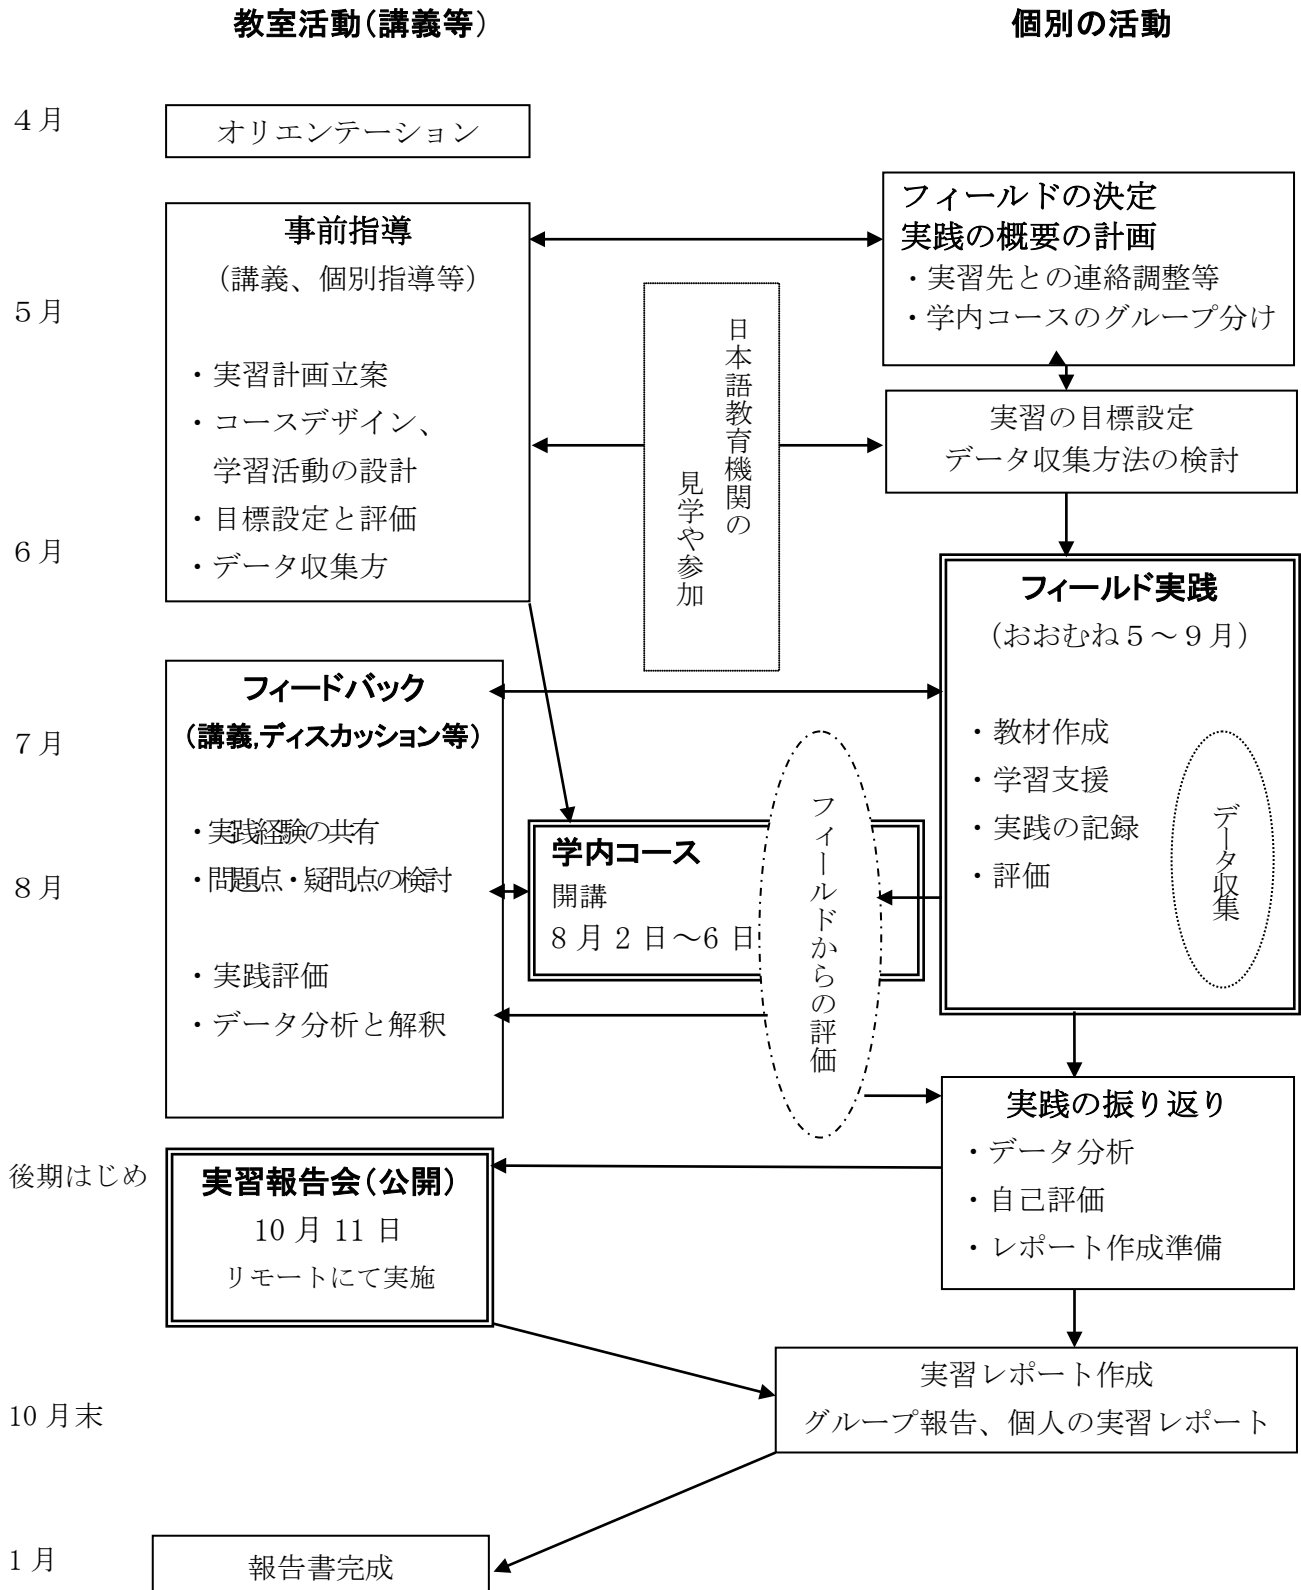 教室活動（講義等）
個別の活動
４月
オリエンテーション
フィールドの決定
実践の概要の計画
・実習先との連絡調整等
・学内コースのグループ分け
事前指導
（講義、個別指導等）
５月
・実習計画立案
・コースデザイン、
学習活動の設計
・目標設定と評価
・データ収集方
日本語教育機関の
見学や参加
実習の目標設定
データ収集方法の検討
６月
フィールド実践
（おおむね５～９月）
・教材作成
・学習支援
・実践の記録
・評価
データ収集
フィードバック
（講義,ディスカッション等）
７月
・実践経験の共有
・問題点・疑問点の検討
・実践評価
・データ分析と解釈
８月
学内コース
開講
8 月 2 日～6 日
フィールドからの評価
実践の振り返り
・データ分析
・自己評価
・レポート作成準備
後期はじめ
実習報告会（公開）
10 月 11 日
リモートにて実施
実習レポート作成
グループ報告、個人の実習レポート
10 月末
1 月
報告書完成